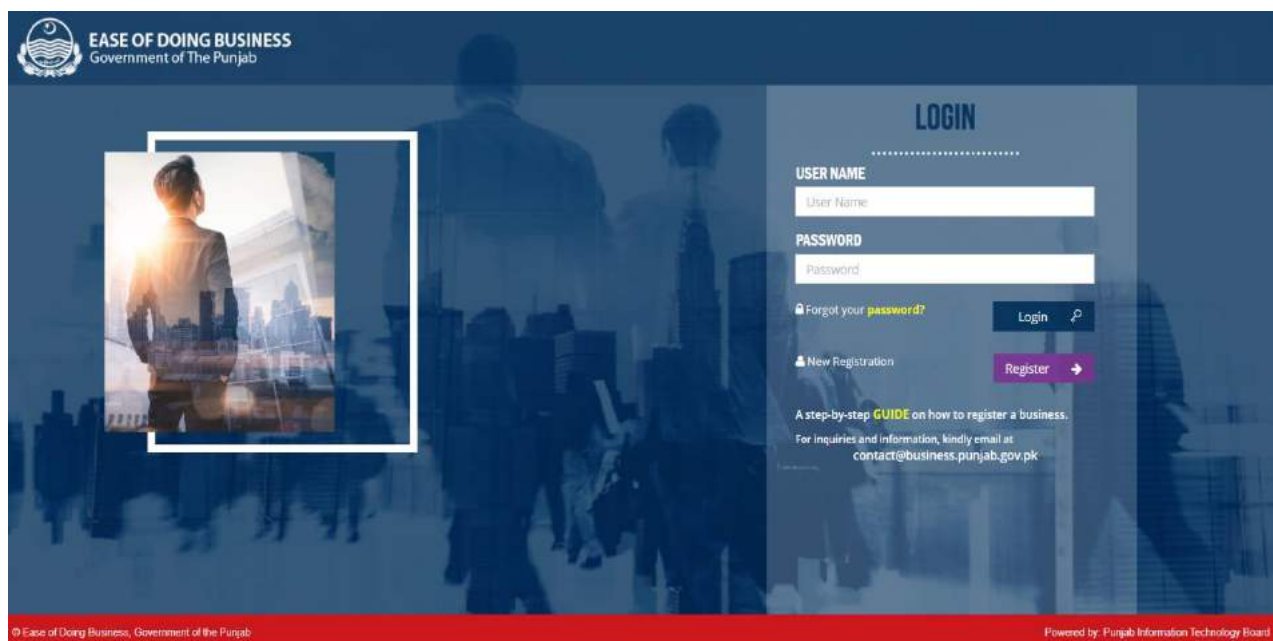 EASE OF DOING BUSINESS
Government of The Punjab
LOGIN
USER NAME
User Name
PASSWORD
Password
Forgot your password?
Login
New Registration
Register
A step-by-step GUIDE on how to register a business.
For inquiries and information, kindly email at
contact@business.punjab.gov.pk
© Ease of Doing Business, Government of the Punjab
Powered by: Punjab Information Technology Board